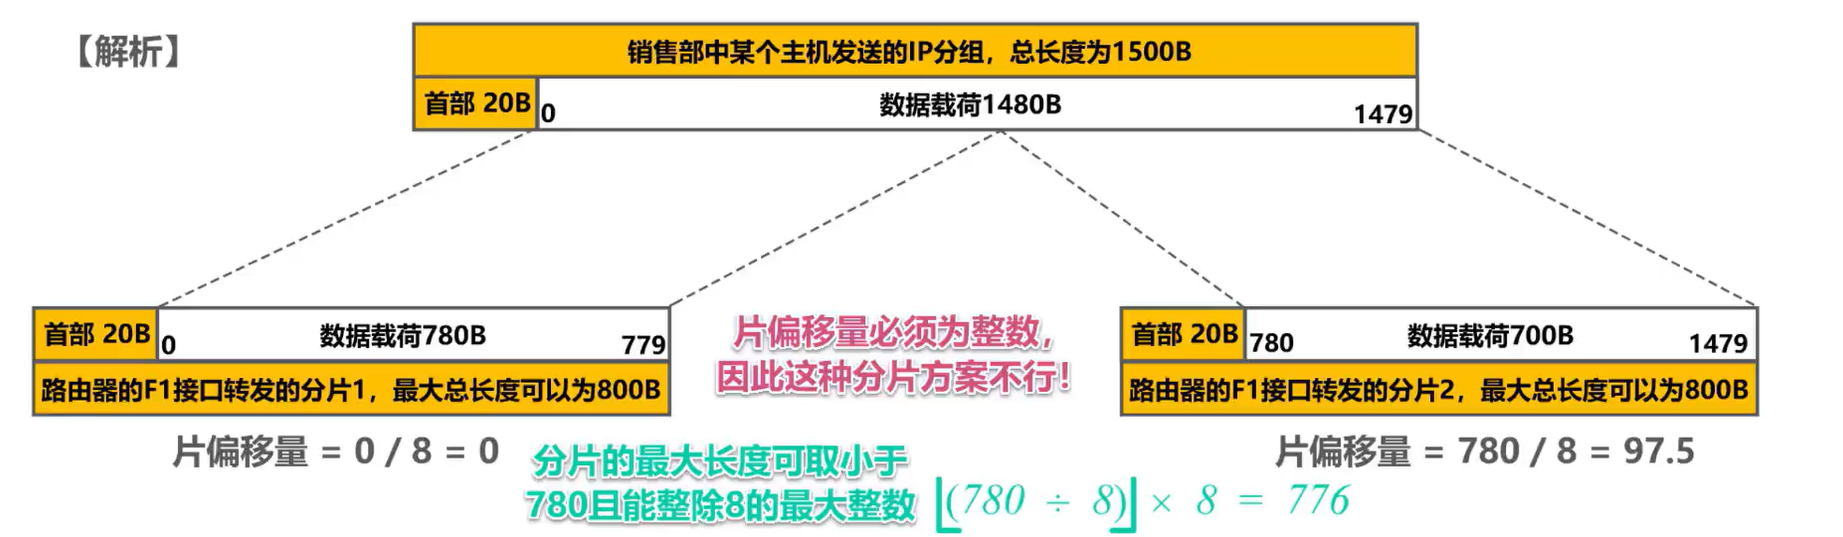 【解析】
销售部中某个主机发送的IP分组，总长度为1500B
首部 20B
0
数据载荷1480B
1479
首部 20B
0
数据载荷780B
779
路由器的F1接口转发的分片1，最大总长度可以为800B
片偏移量 = 0 / 8 = 0
片偏移量必须为整数，
因此这种分片方案不行！
首部 20B
780
数据载荷700B
1479
路由器的F1接口转发的分片2，最大总长度可以为800B
片偏移量 = 780 / 8 = 97.5
分片的最大长度可取小于
780且能整除8的最大整数
⌊(780 ÷ 8)⌋ × 8 = 776